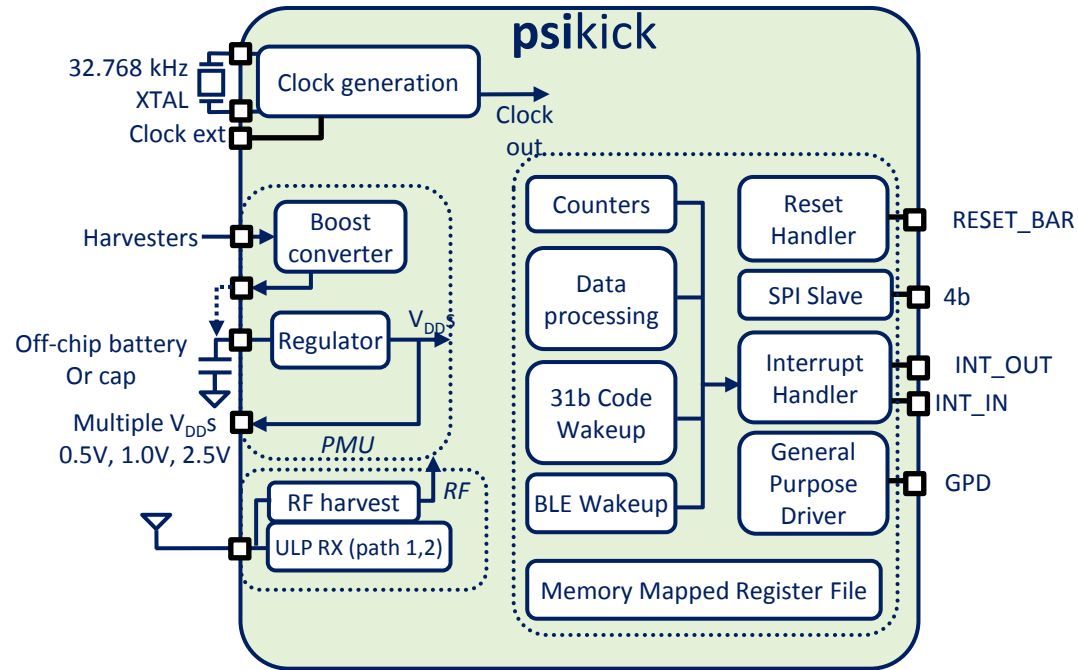 psikick
32.768 kHz
XTAL
Clock ext
Clock generation
Clock
out
Harvesters
Boost
converter
Off-chip battery
Or cap
Regulator
VDDs
Multiple VDDs
0.5V, 1.0V, 2.5V
PMU
RF
RF harvest
ULP RX (path 1,2)
Counters
Data
processing
31b Code
Wakeup
BLE Wakeup
Reset
Handler
SPI Slave
Interrupt
Handler
General
Purpose
Driver
Memory Mapped Register File
RESET_BAR
4b
INT_OUT
INT_IN
GPD